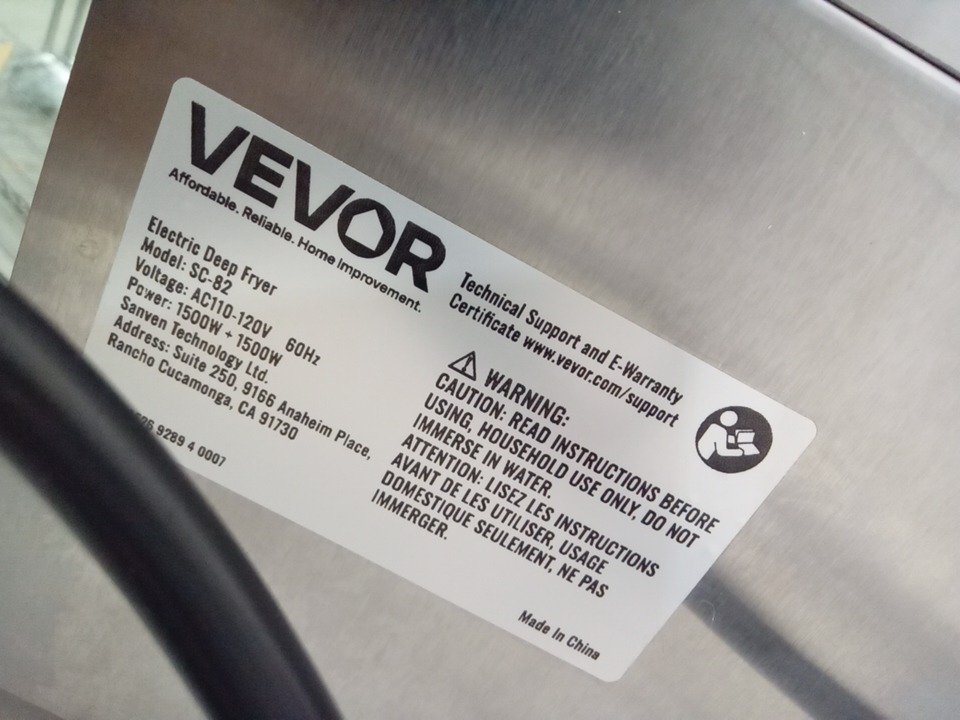 VEVOR
Affordable. Reliable. Home Improvement.
Electric Deep Fryer
Model: SC-82
Voltage: AC110-120V 60Hz
Power: 1500W + 1500W
Sanven Technology Ltd.
Address: Suite 250, 9166 Anaheim Place,
Rancho Cucamonga, CA 91730
9289 4 0007
Technical Support and E-Warranty
Certificate www.vevor.com/support
WARNING:
CAUTION: READ INSTRUCTIONS BEFORE
USING, HOUSEHOLD USE ONLY, DO NOT
IMMERSE IN WATER.
ATTENTION: LISEZ LES INSTRUCTIONS
AVANT DE LES UTILISER, USAGE
DOMESTIQUE SEULEMENT, NE PAS
IMMERGER.
Made In China